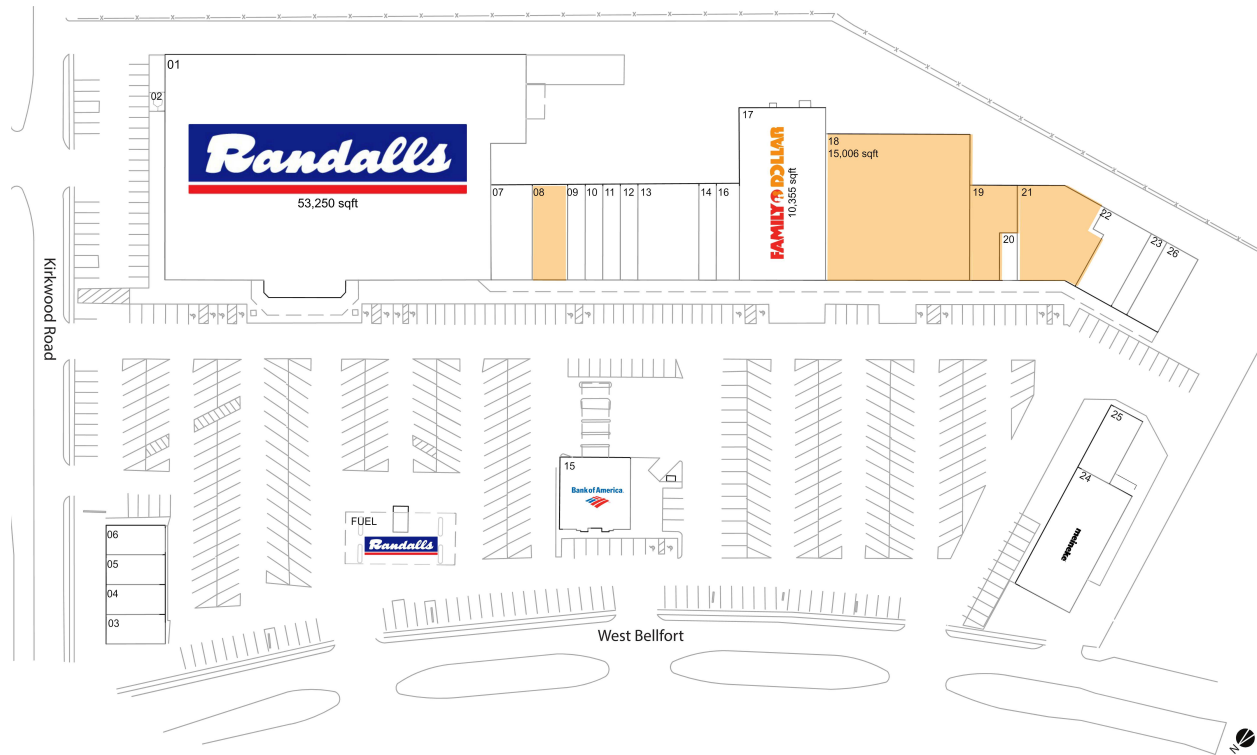 01
02
Randalls
53,250 sqft
07
08
09
10
11
12
13
14
16
17
FAMILY DOLLAR
10,355 sqft
18
15,006 sqft
19
20
21
22
23
26
Kirkwood Road
25
24
meineke
15
Bank of America
FUEL
Randalls
06
05
04
03
West Bellfort
N